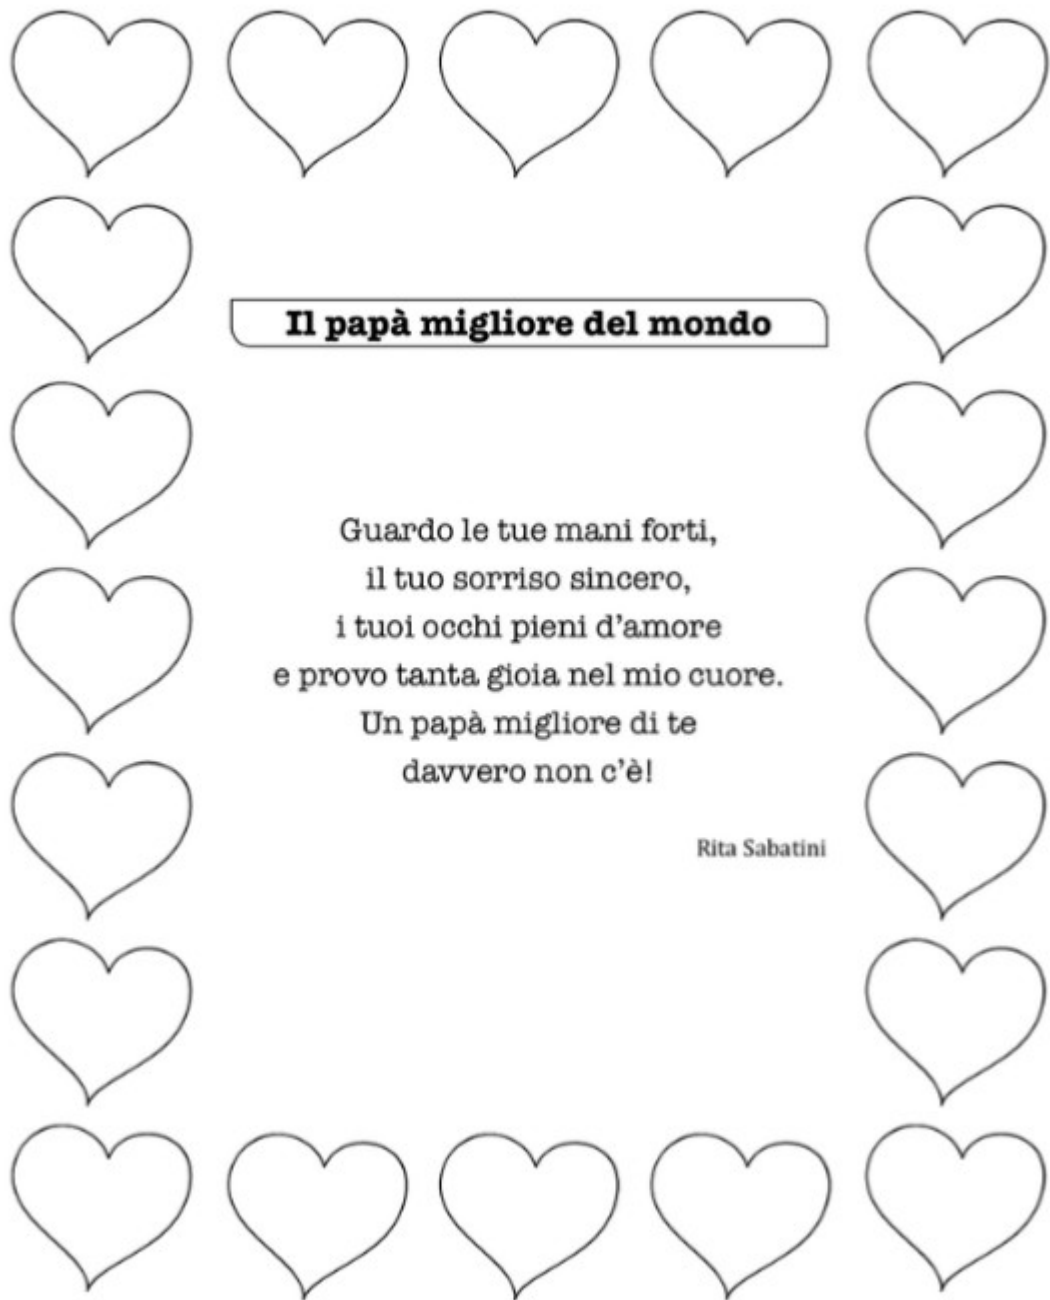 Il papà migliore del mondo
Guardo le tue mani forti,
il tuo sorriso sincero,
i tuoi occhi pieni d'amore
e provo tanta gioia nel mio cuore.
Un papà migliore di te
davvero non c'è!
Rita Sabatini